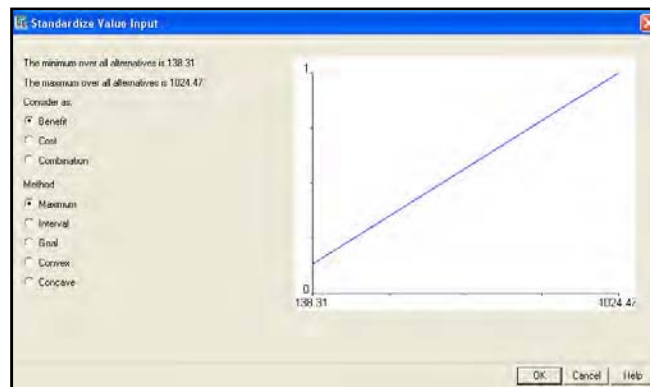 Standardize Value Input
The minimum over all alternatives is 138.31
The maximum over all alternatives is 1024.47
Consider as:
Benefit
Cost
Combination
Method
Maximum
Interval
Goal
Convex
Concave
1
0
138.31
1024.47
OK Cancel Help